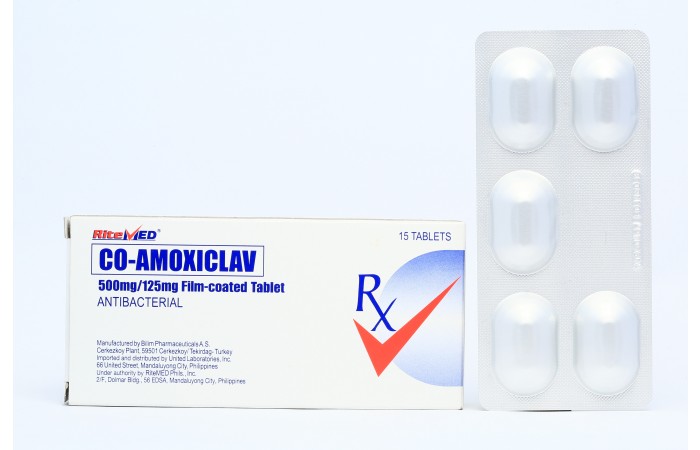 RiteMED®
15 TABLETS
CO-AMOXICLAV
500mg/125mg Film-coated Tablet
ANTIBACTERIAL
Rx
Manufactured by Bilim Pharmaceuticals A.S.
Cerkezkoy Plant, 59501 Cerkezkoy/ Tekirdag- Turkey
Imported and distributed by United Laboratories, Inc.
66 United Street, Mandaluyong City, Philippines
Under authority by RiteMED Phils., Inc.
2/F, Dolmar Bldg., 56 EDSA, Mandaluyong City, Philippines